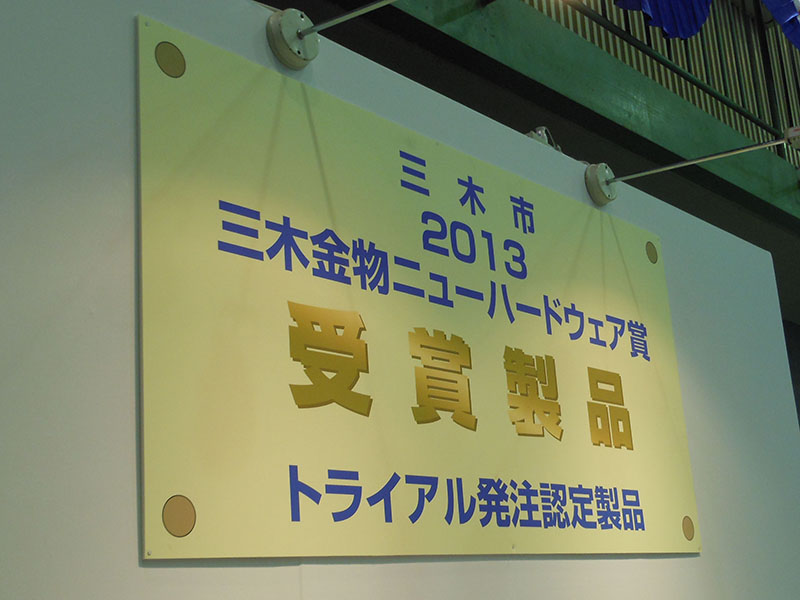 三木市
2013
三木金物ニューハードウェア賞
受賞製品
トライアル発注認定製品